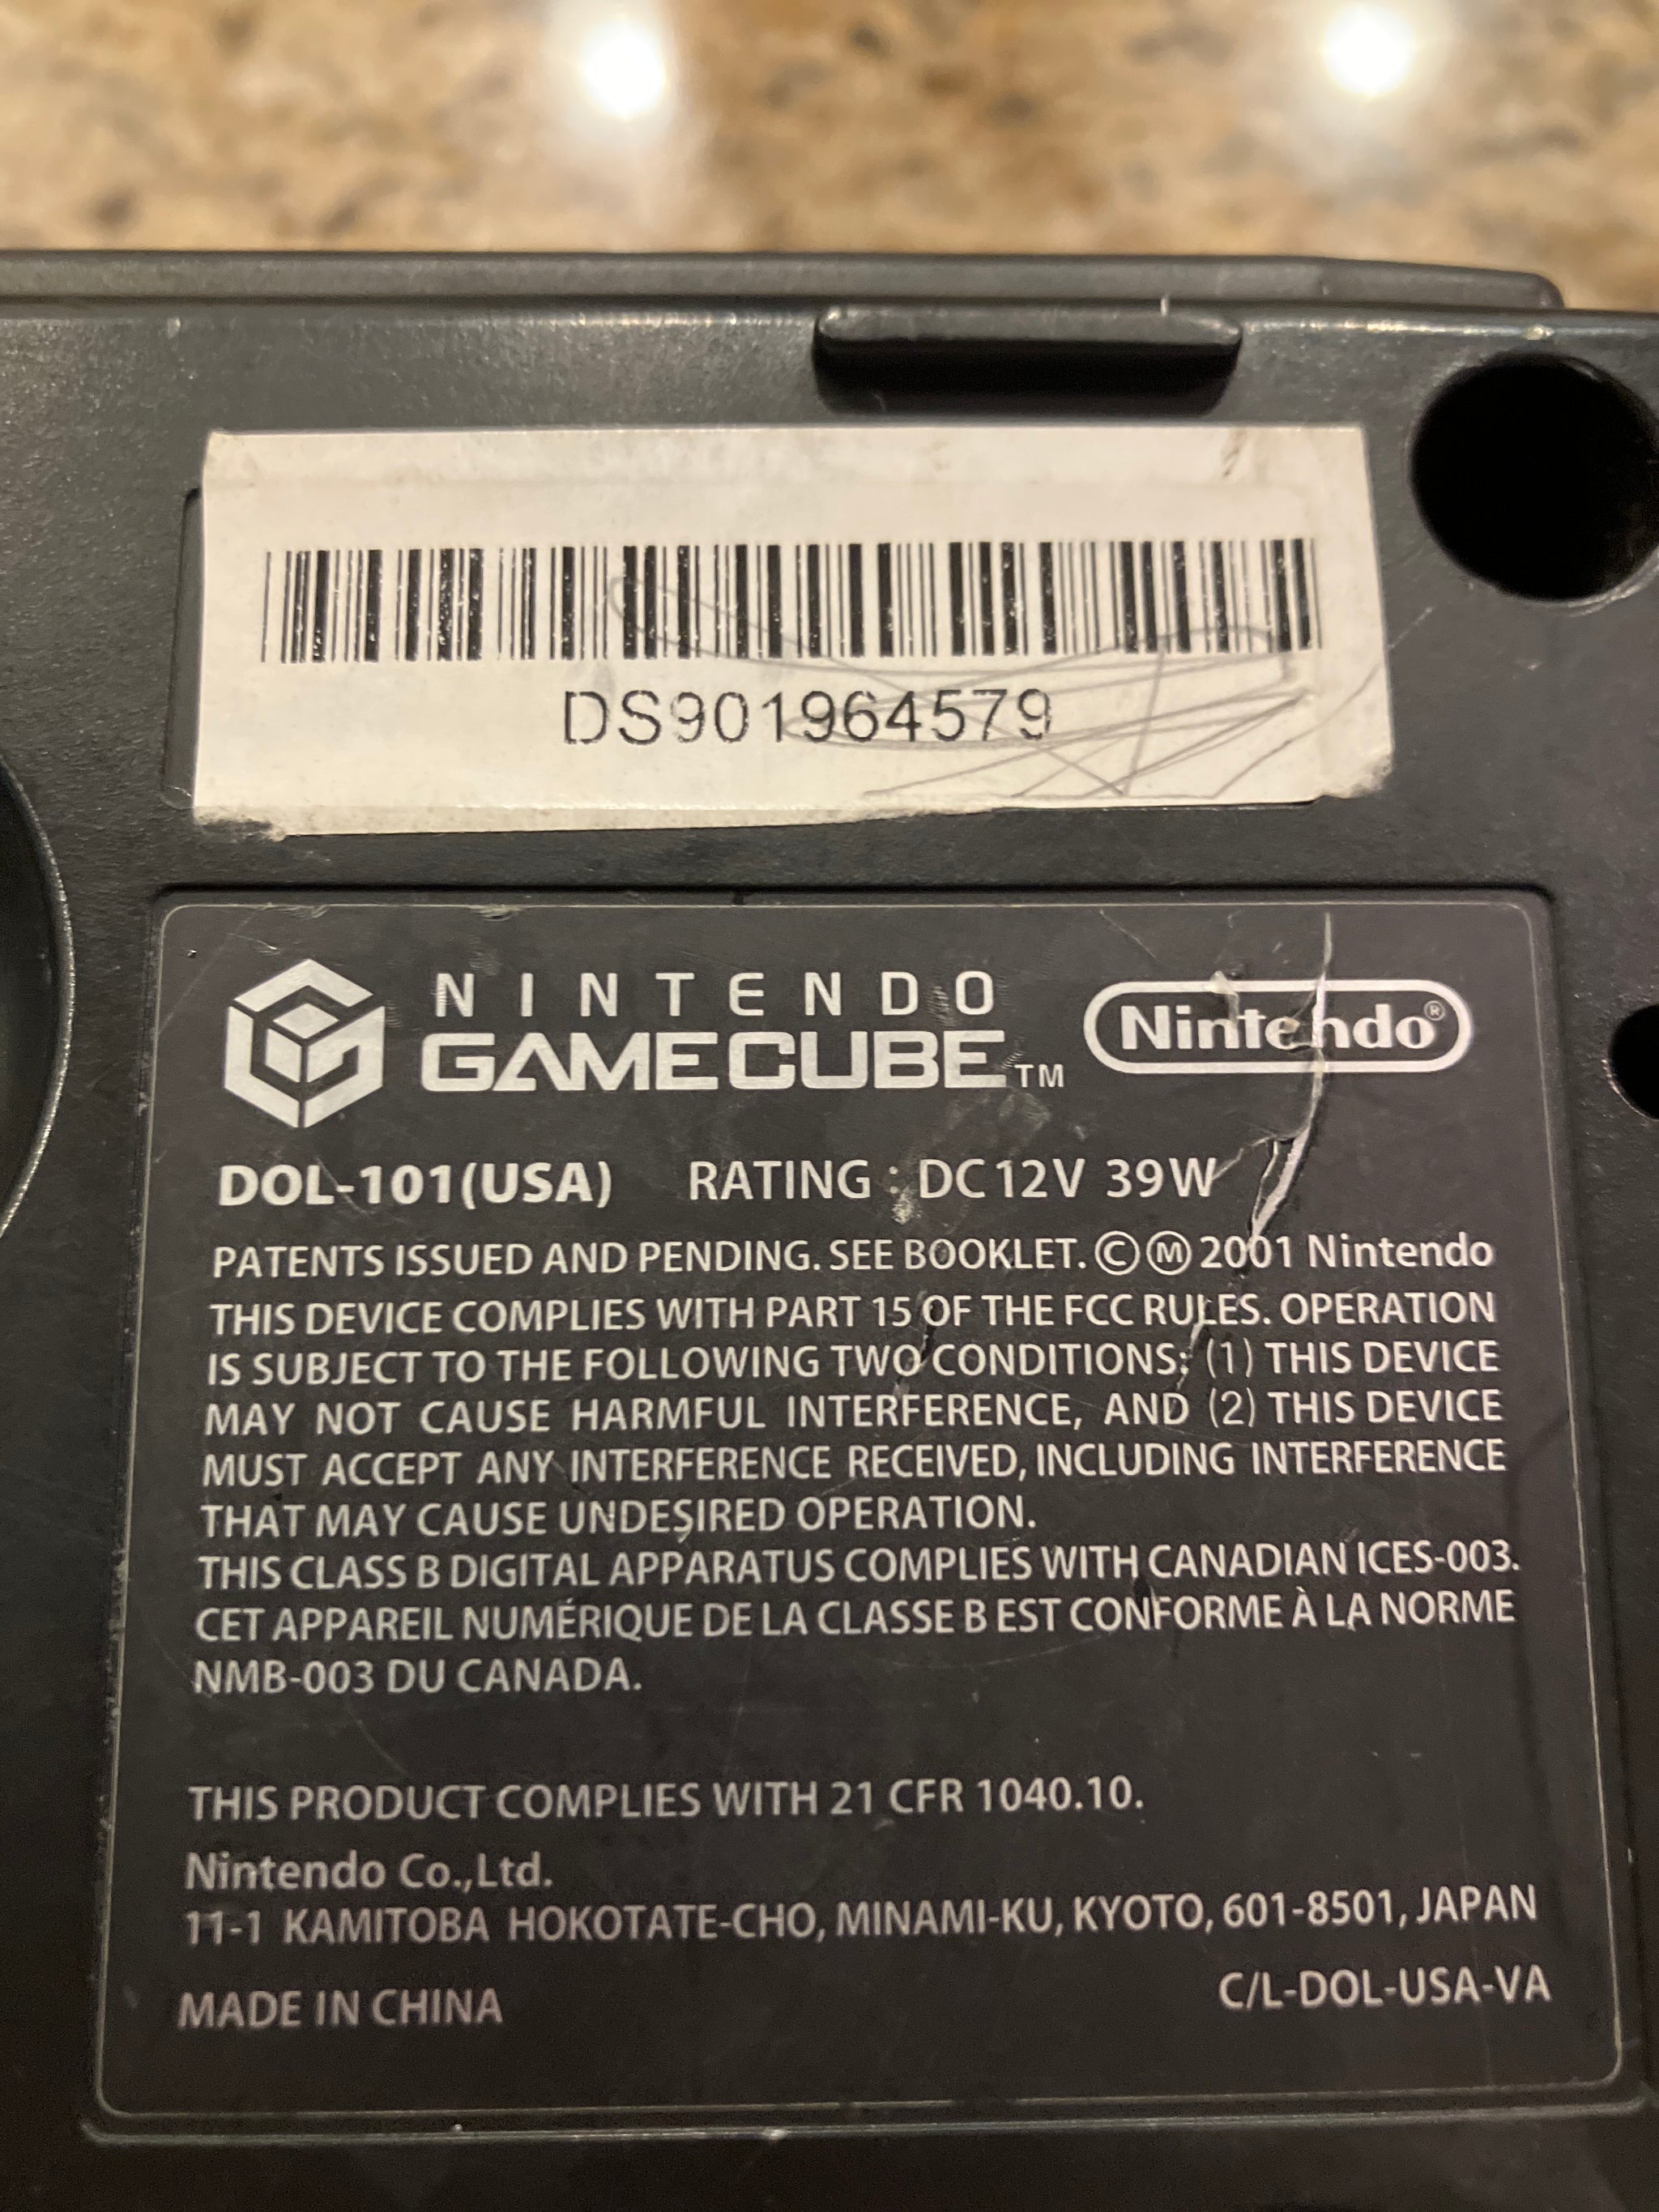 DS901964579
NINTENDO
GAMECUBE™
Nintendo®
DOL-101(USA) RATING : DC12V 39W
PATENTS ISSUED AND PENDING. SEE BOOKLET. ©Ⓜ2001 Nintendo
THIS DEVICE COMPLIES WITH PART 15 OF THE FCC RULES. OPERATION
IS SUBJECT TO THE FOLLOWING TWO CONDITIONS: (1) THIS DEVICE
MAY NOT CAUSE HARMFUL INTERFERENCE, AND (2) THIS DEVICE
MUST ACCEPT ANY INTERFERENCE RECEIVED, INCLUDING INTERFERENCE
THAT MAY CAUSE UNDESIRED OPERATION.
THIS CLASS B DIGITAL APPARATUS COMPLIES WITH CANADIAN ICES-003.
CET APPAREIL NUMÉRIQUE DE LA CLASSE B EST CONFORME À LA NORME
NMB-003 DU CANADA.
THIS PRODUCT COMPLIES WITH 21 CFR 1040.10.
Nintendo Co.,Ltd.
11-1 KAMITOBA HOKOTATE-CHO, MINAMI-KU, KYOTO, 601-8501, JAPAN
MADE IN CHINA C/L-DOL-USA-VA